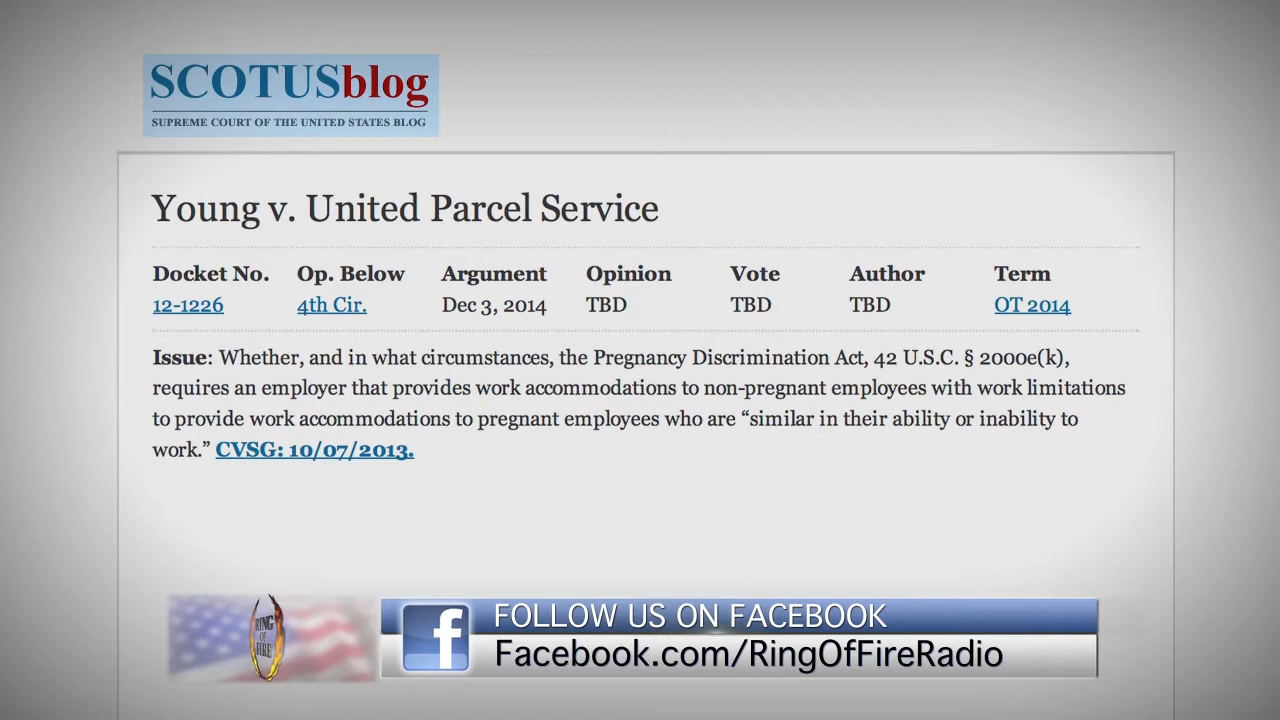 SCOTUSblog
SUPREME COURT OF THE UNITED STATES BLOG
Young v. United Parcel Service
Docket No. Op. Below Argument Opinion Vote Author Term
12-1226 4th Cir. Dec 3, 2014 TBD TBD TBD OT 2014
Issue: Whether, and in what circumstances, the Pregnancy Discrimination Act, 42 U.S.C. § 2000e(k),
requires an employer that provides work accommodations to non-pregnant employees with work limitations
to provide work accommodations to pregnant employees who are “similar in their ability or inability to
work.” CVSG: 10/07/2013.
RING
OF
FIRE
f
FOLLOW US ON FACEBOOK
Facebook.com/RingOfFireRadio